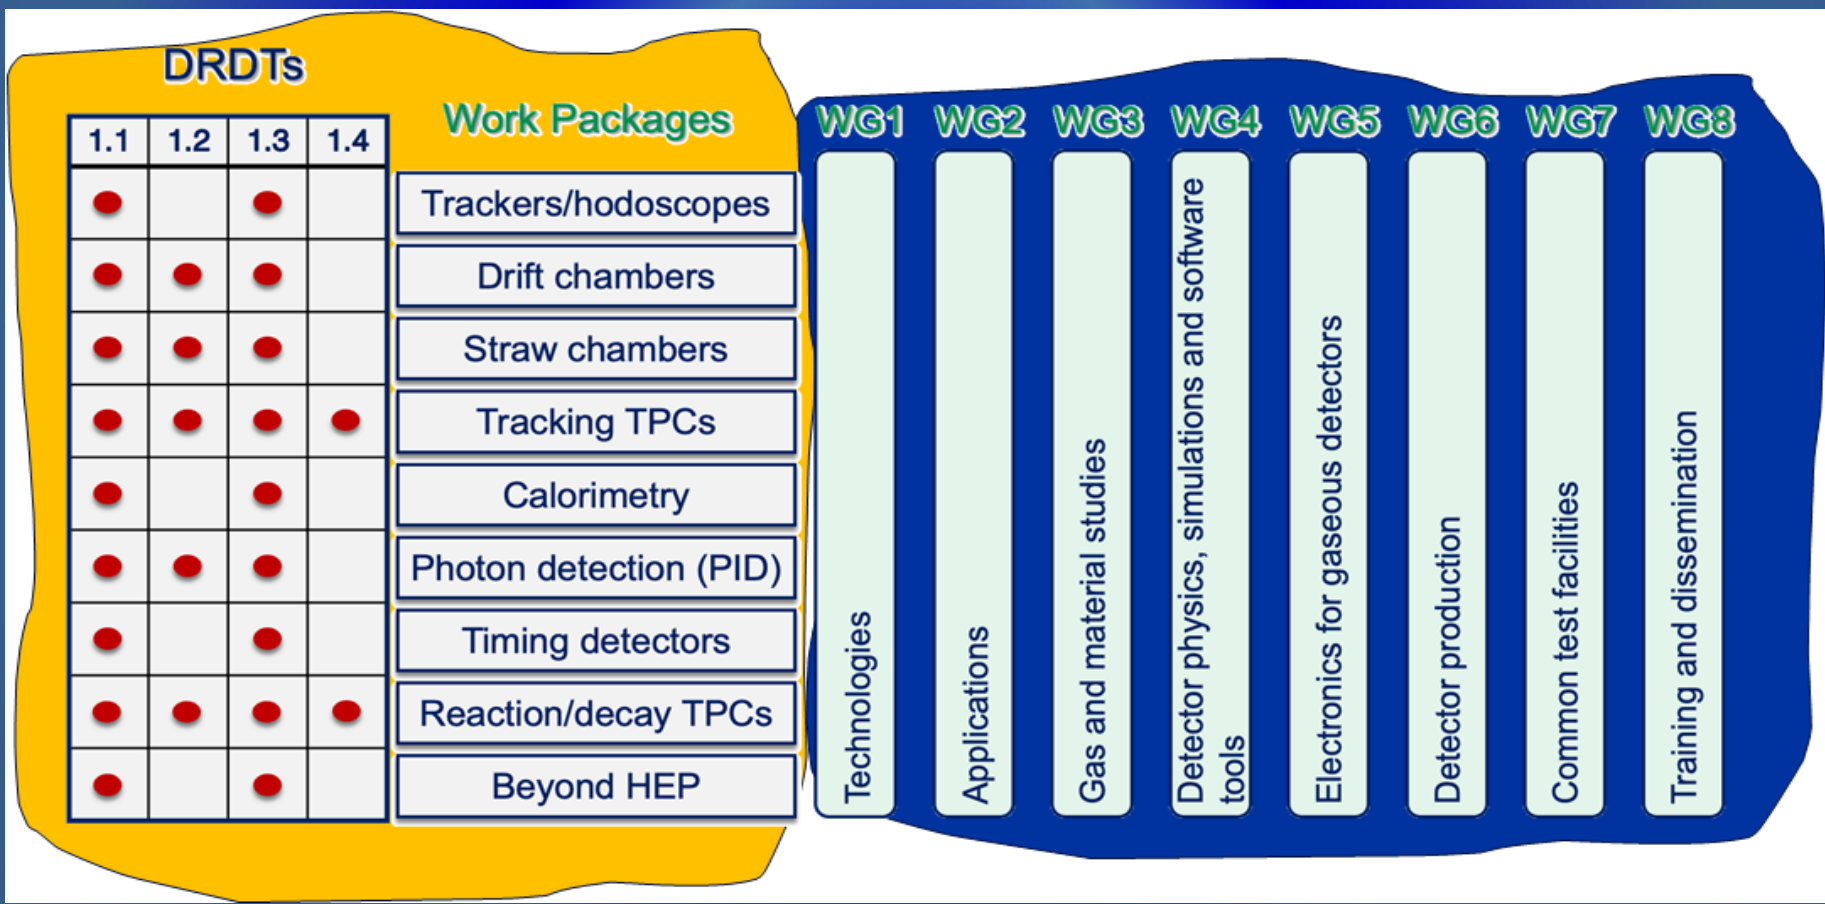 DRDTs
Work Packages
1.1 1.2 1.3 1.4
Trackers/hodoscopes
Drift chambers
Straw chambers
Tracking TPCs
Calorimetry
Photon detection (PID)
Timing detectors
Reaction/decay TPCs
Beyond HEP
WG1 WG2 WG3 WG4 WG5 WG6 WG7 WG8
Technologies
Applications
Gas and material studies
Detector physics, simulations and software
tools
Electronics for gaseous detectors
Detector production
Common test facilities
Training and dissemination